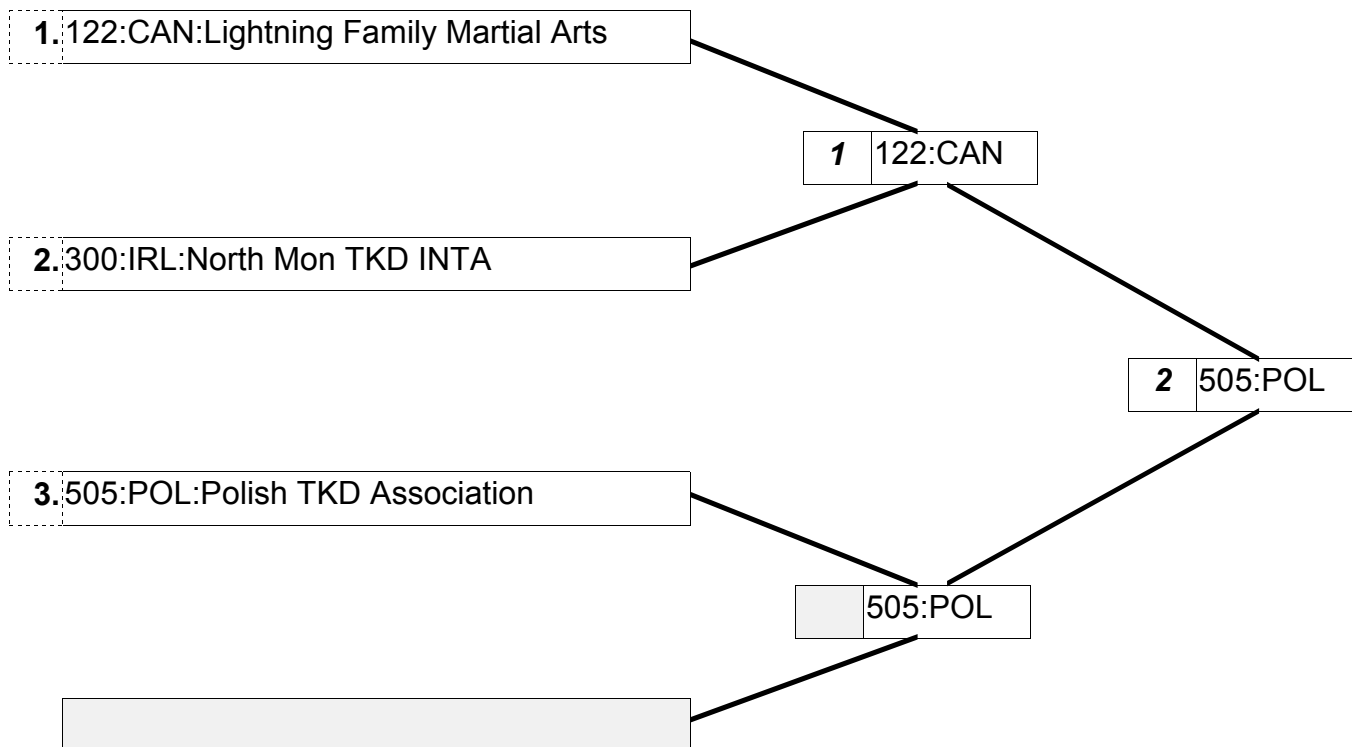 1. 122:CAN:Lightning Family Martial Arts
1 122:CAN
2. 300:IRL:North Mon TKD INTA
2 505:POL
3. 505:POL:Polish TKD Association
505:POL